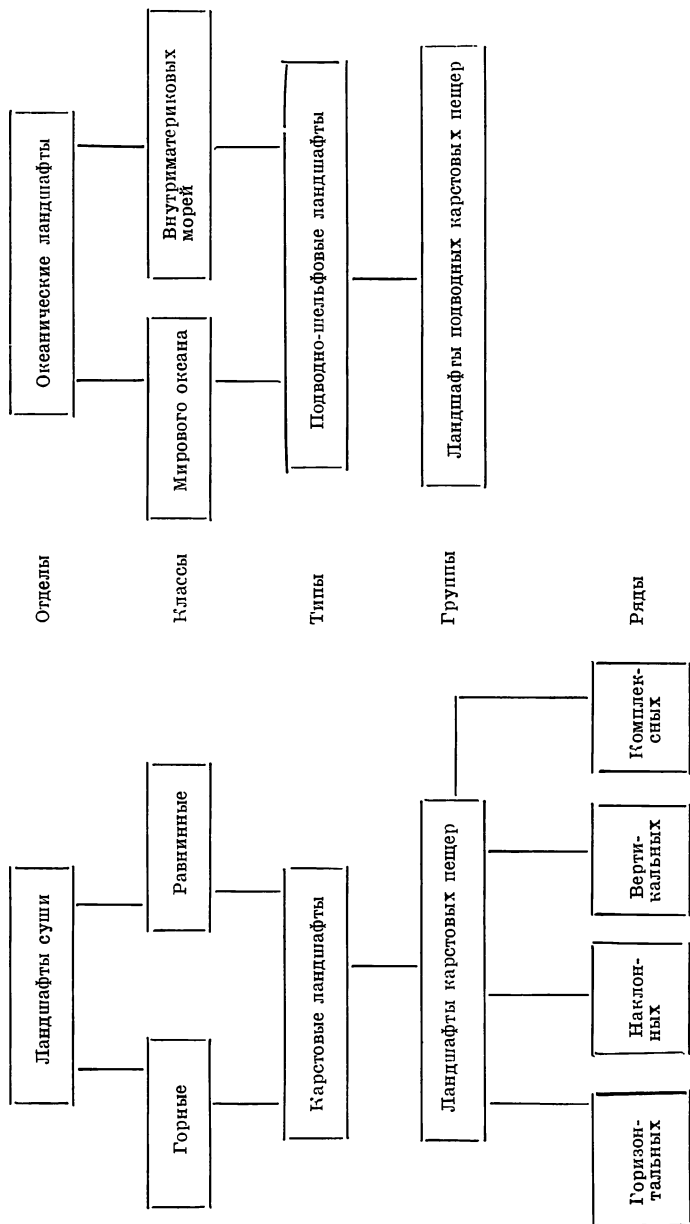 Отделы
Ландшафты суши
Океанические ландшафты
Классы
Горные
Равнинные
Мирового океана
Внутриматериковых
морей
Типы
Карстовые ландшафты
Подводно-шельфовые ландшафты
Группы
Ландшафты карстовых пещер
Ландшафты подводных карстовых пещер
Ряды
Горизон-
тальных
Наклон-
ных
Верти-
кальных
Комплек-
сных